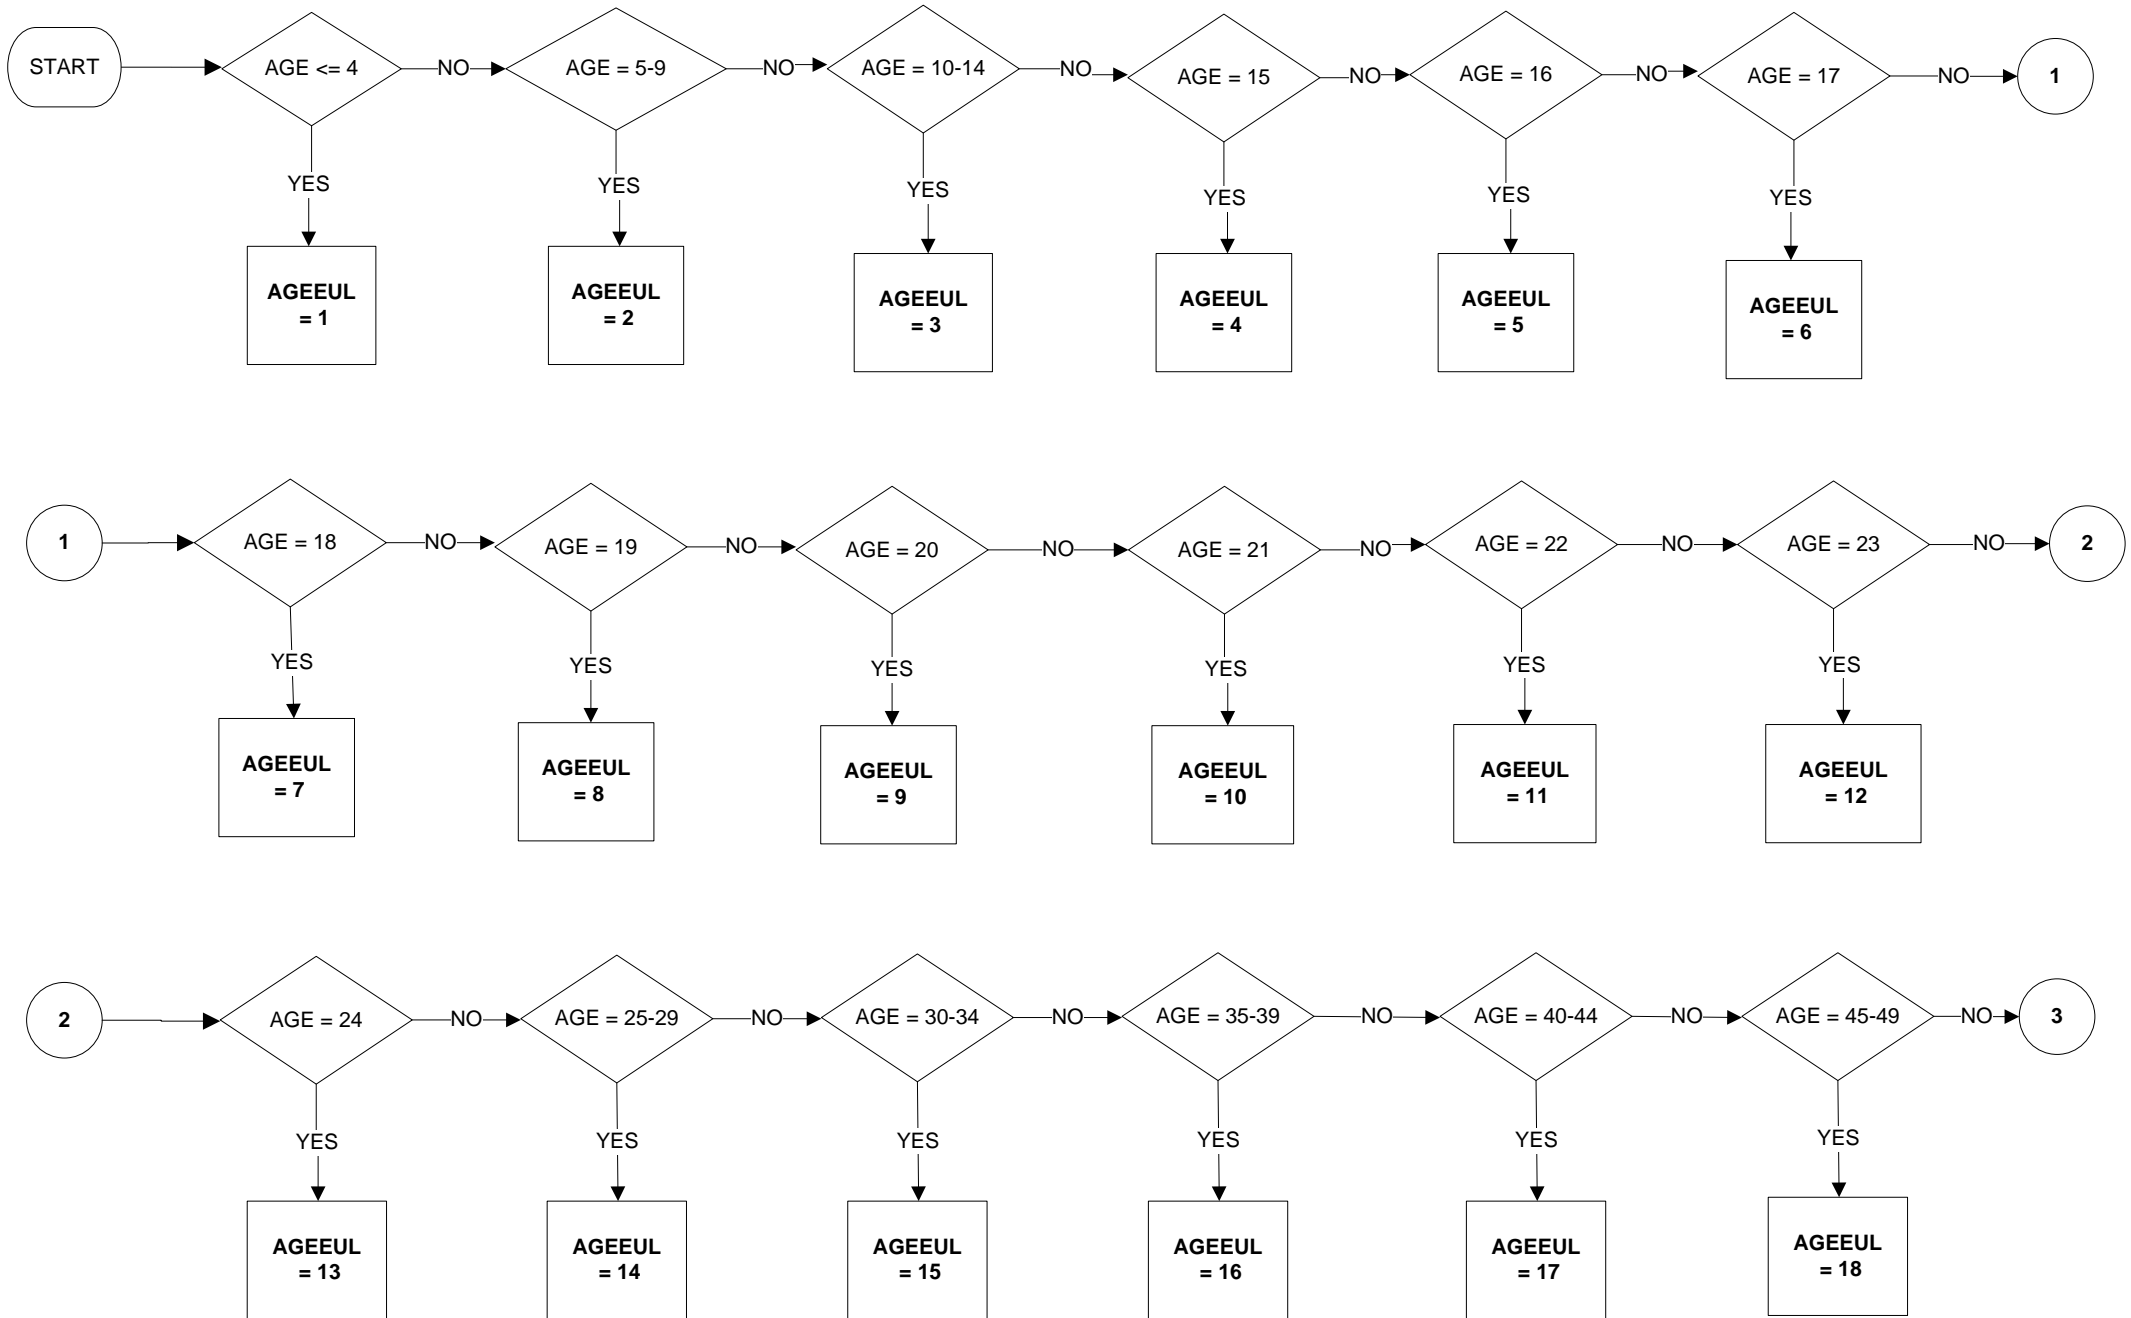 START
AGE <= 4
NO
AGE = 5-9
NO
AGE = 10-14
NO
AGE = 15
NO
AGE = 16
NO
AGE = 17
NO
1
YES
YES
YES
YES
YES
YES
AGEEUL
= 1
AGEEUL
= 2
AGEEUL
= 3
AGEEUL
= 4
AGEEUL
= 5
AGEEUL
= 6
1
AGE = 18
NO
AGE = 19
NO
AGE = 20
NO
AGE = 21
NO
AGE = 22
NO
AGE = 23
NO
2
YES
YES
YES
YES
YES
YES
AGEEUL
= 7
AGEEUL
= 8
AGEEUL
= 9
AGEEUL
= 10
AGEEUL
= 11
AGEEUL
= 12
2
AGE = 24
NO
AGE = 25-29
NO
AGE = 30-34
NO
AGE = 35-39
NO
AGE = 40-44
NO
AGE = 45-49
NO
3
YES
YES
YES
YES
YES
YES
AGEEUL
= 13
AGEEUL
= 14
AGEEUL
= 15
AGEEUL
= 16
AGEEUL
= 17
AGEEUL
= 18